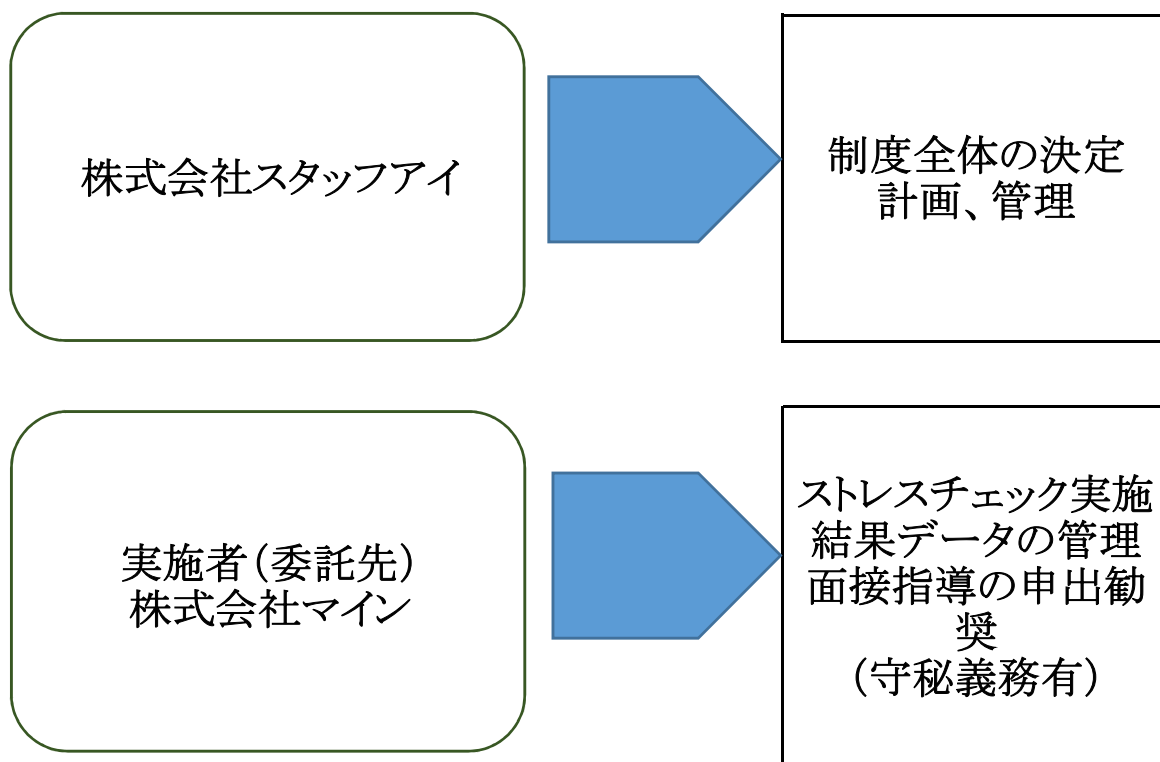 株式会社スタッフアイ
制度全体の決定
計画、管理
実施者（委託先）
株式会社マイン
ストレスチェック実施
結果データの管理
面接指導の申出勧
奨
（守秘義務有）